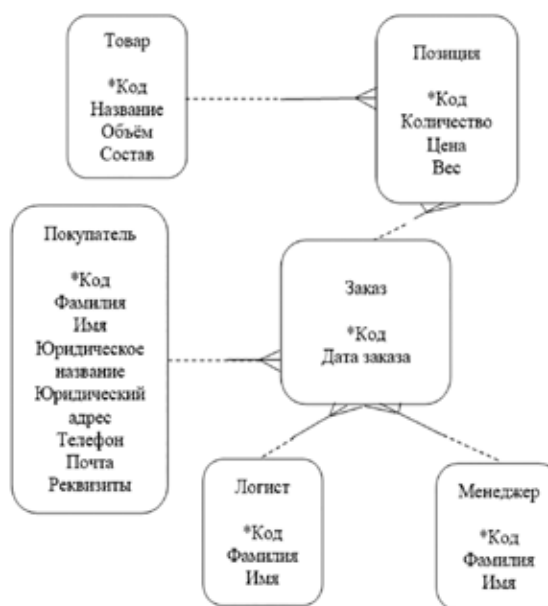 Товар
*Код
Название
Объём
Состав
Позиция
*Код
Количество
Цена
Вес
Покупатель
*Код
Фамилия
Имя
Юридическое
название
Юридический
адрес
Телефон
Почта
Реквизиты
Заказ
*Код
Дата заказа
Логист
*Код
Фамилия
Имя
Менеджер
*Код
Фамилия
Имя